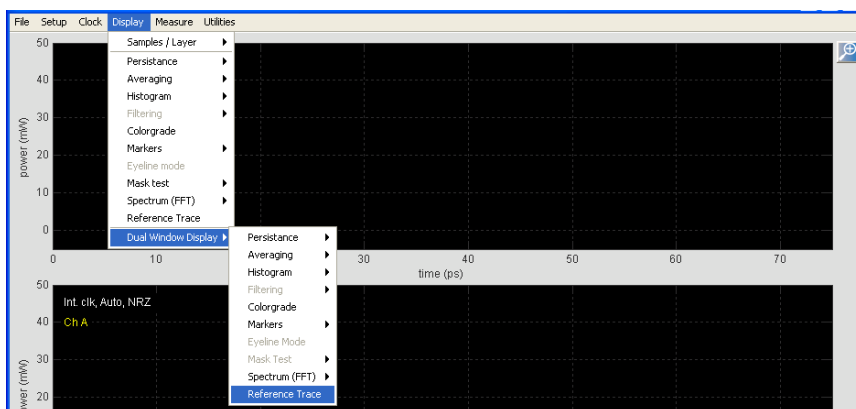 File Setup Clock Display Measure Utilities
Samples / Layer
Persistance
Averaging
Histogram
Filtering
Colorgrade
Markers
Eyeline mode
Mask test
Spectrum (FFT)
Reference Trace
Dual Window Display
Persistance
Averaging
Histogram
Filtering
Colorgrade
Markers
Eyeline Mode
Mask Test
Spectrum (FFT)
Reference Trace
50
40
30
20
10
0
power (mW)
0 10 30 40 50 60 70
time (ps)
50
40
30
20
power (mW)
Int. clk, Auto, NRZ
Ch A